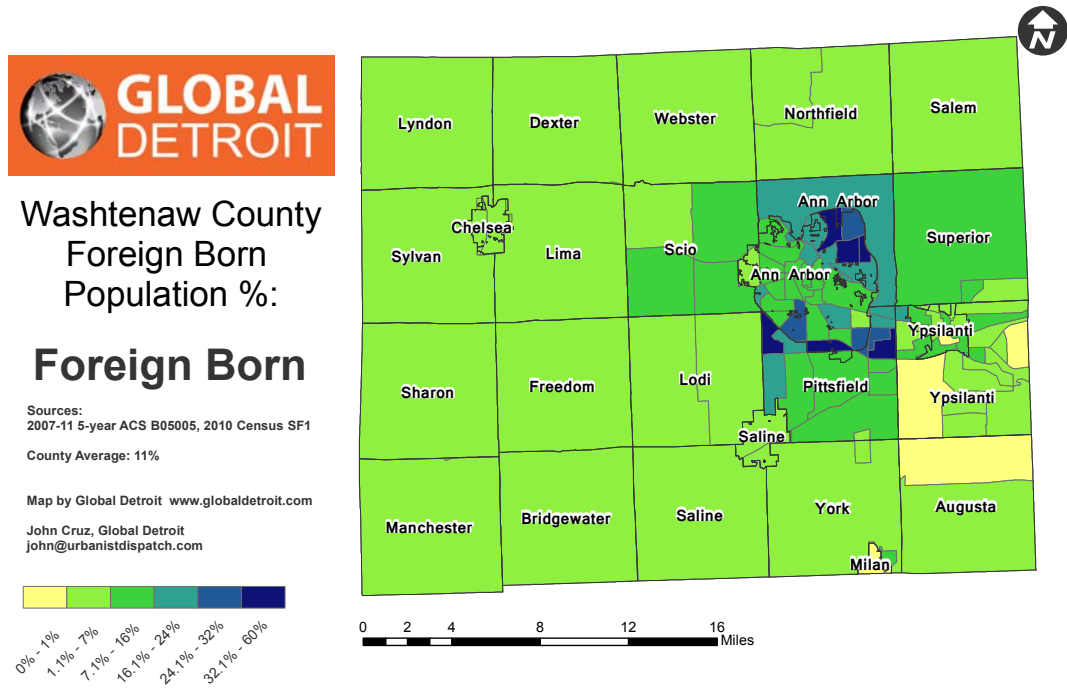 N
GLOBAL
DETROIT
Washtenaw County
Foreign Born
Population %:
Foreign Born
Sources:
2007-11 5-year ACS B05005, 2010 Census SF1
County Average: 11%
Map by Global Detroit www.globaldetroit.com
John Cruz, Global Detroit
john@urbanistdispatch.com
0% - 1%
1.1% - 7%
7.1% - 16%
16.1% - 24%
24.1% - 32%
32.1% - 60%
Lyndon
Dexter
Webster
Northfield
Salem
Ann Arbor
Chelsea
Sylvan
Lima
Scio
Superior
Ann Arbor
Ypsilanti
Sharon
Freedom
Lodi
Pittsfield
Ypsilanti
Saline
Manchester
Bridgewater
Saline
York
Augusta
Milan
0 2 4 8 12 16
Miles